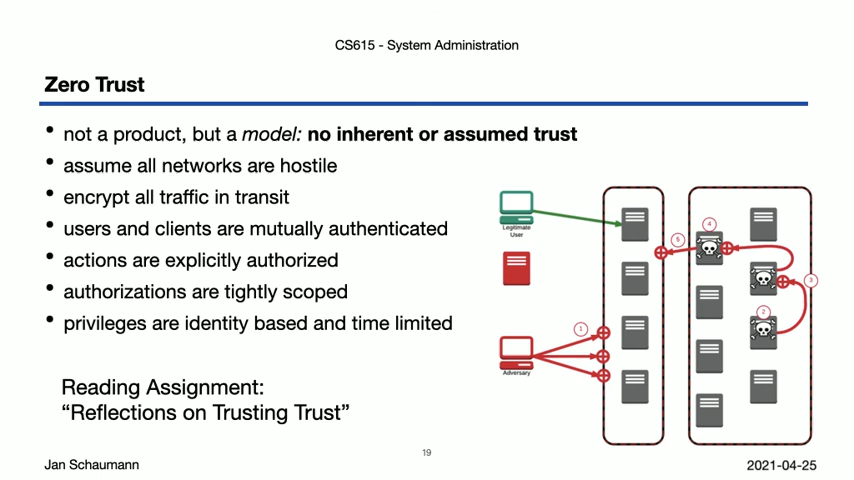 CS615 - System Administration
Zero Trust
• not a product, but a model: no inherent or assumed trust
• assume all networks are hostile
• encrypt all traffic in transit
• users and clients are mutually authenticated
• actions are explicitly authorized
• authorizations are tightly scoped
• privileges are identity based and time limited
Reading Assignment:
“Reflections on Trusting Trust”
Legitimate
User
Adversary
1
5
4
3
2
Jan Schaumann
19
2021-04-25